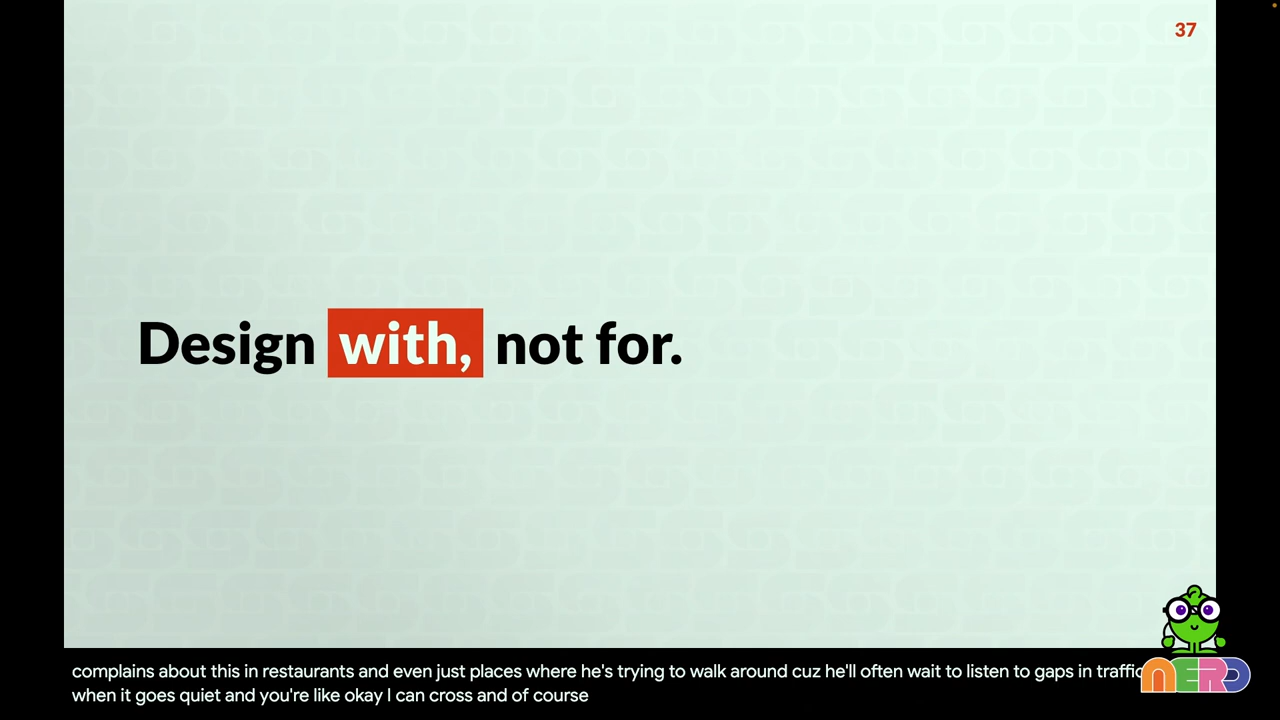 37
Design with, not for.
complains about this in restaurants and even just places where he's trying to walk around cuz he'll often wait to listen to gaps in traffic
when it goes quiet and you're like okay I can cross and of course
NERD